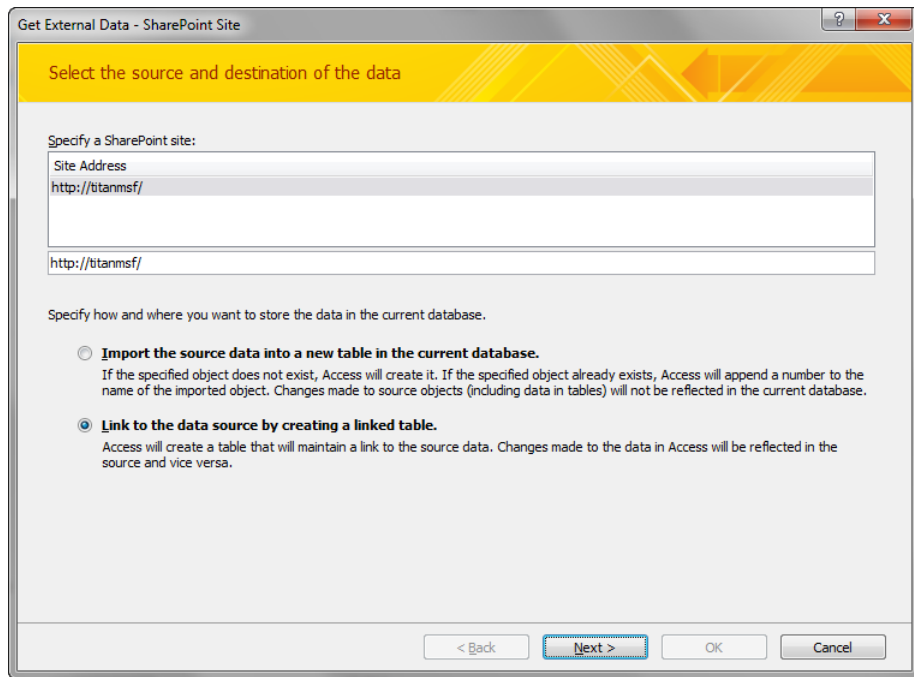 Get External Data - SharePoint Site
Select the source and destination of the data
Specify a SharePoint site:
Site Address
http://titanmsf/
http://titanmsf/
Specify how and where you want to store the data in the current database.
Import the source data into a new table in the current database.
If the specified object does not exist, Access will create it. If the specified object already exists, Access will append a number to the
name of the imported object. Changes made to source objects (including data in tables) will not be reflected in the current database.
Link to the data source by creating a linked table.
Access will create a table that will maintain a link to the source data. Changes made to the data in Access will be reflected in the
source and vice versa.
< Back Next > OK Cancel